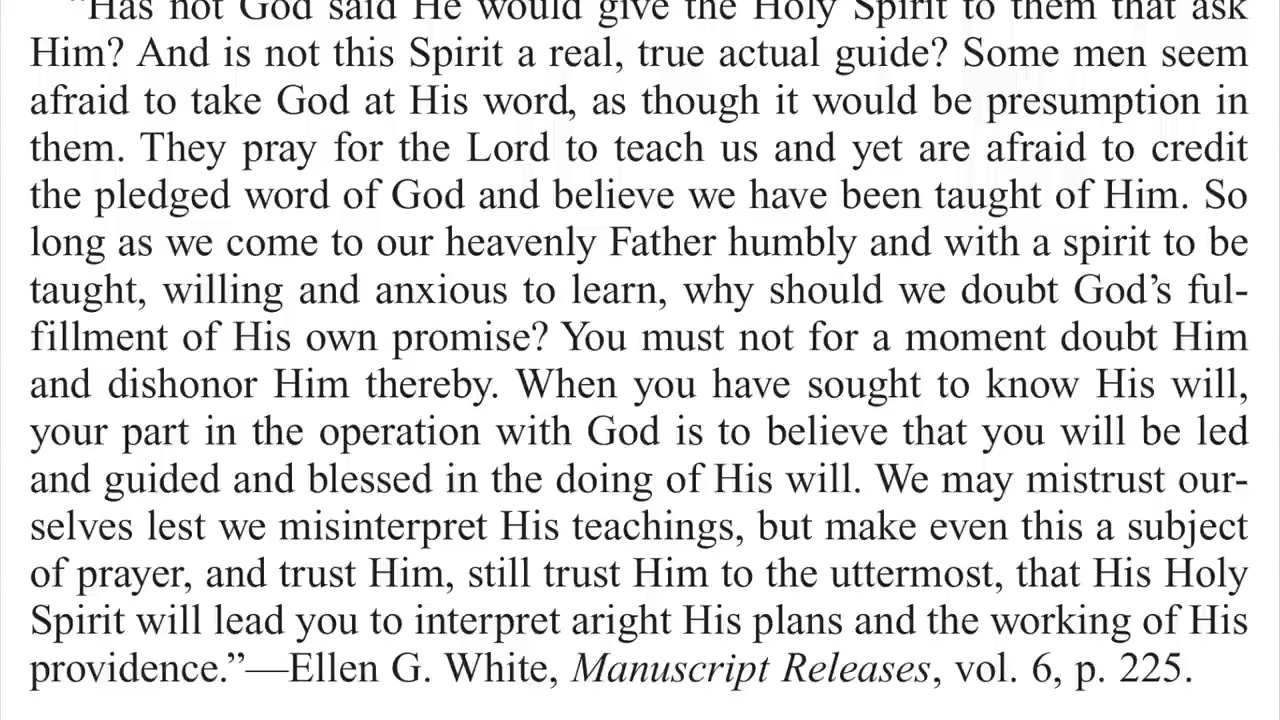 “Has not God said He would give the Holy Spirit to them that ask
Him? And is not this Spirit a real, true actual guide? Some men seem
afraid to take God at His word, as though it would be presumption in
them. They pray for the Lord to teach us and yet are afraid to credit
the pledged word of God and believe we have been taught of Him. So
long as we come to our heavenly Father humbly and with a spirit to be
taught, willing and anxious to learn, why should we doubt God’s ful-
fillment of His own promise? You must not for a moment doubt Him
and dishonor Him thereby. When you have sought to know His will,
your part in the operation with God is to believe that you will be led
and guided and blessed in the doing of His will. We may mistrust our-
selves lest we misinterpret His teachings, but make even this a subject
of prayer, and trust Him, still trust Him to the uttermost, that His Holy
Spirit will lead you to interpret aright His plans and the working of His
providence.”—Ellen G. White, Manuscript Releases, vol. 6, p. 225.